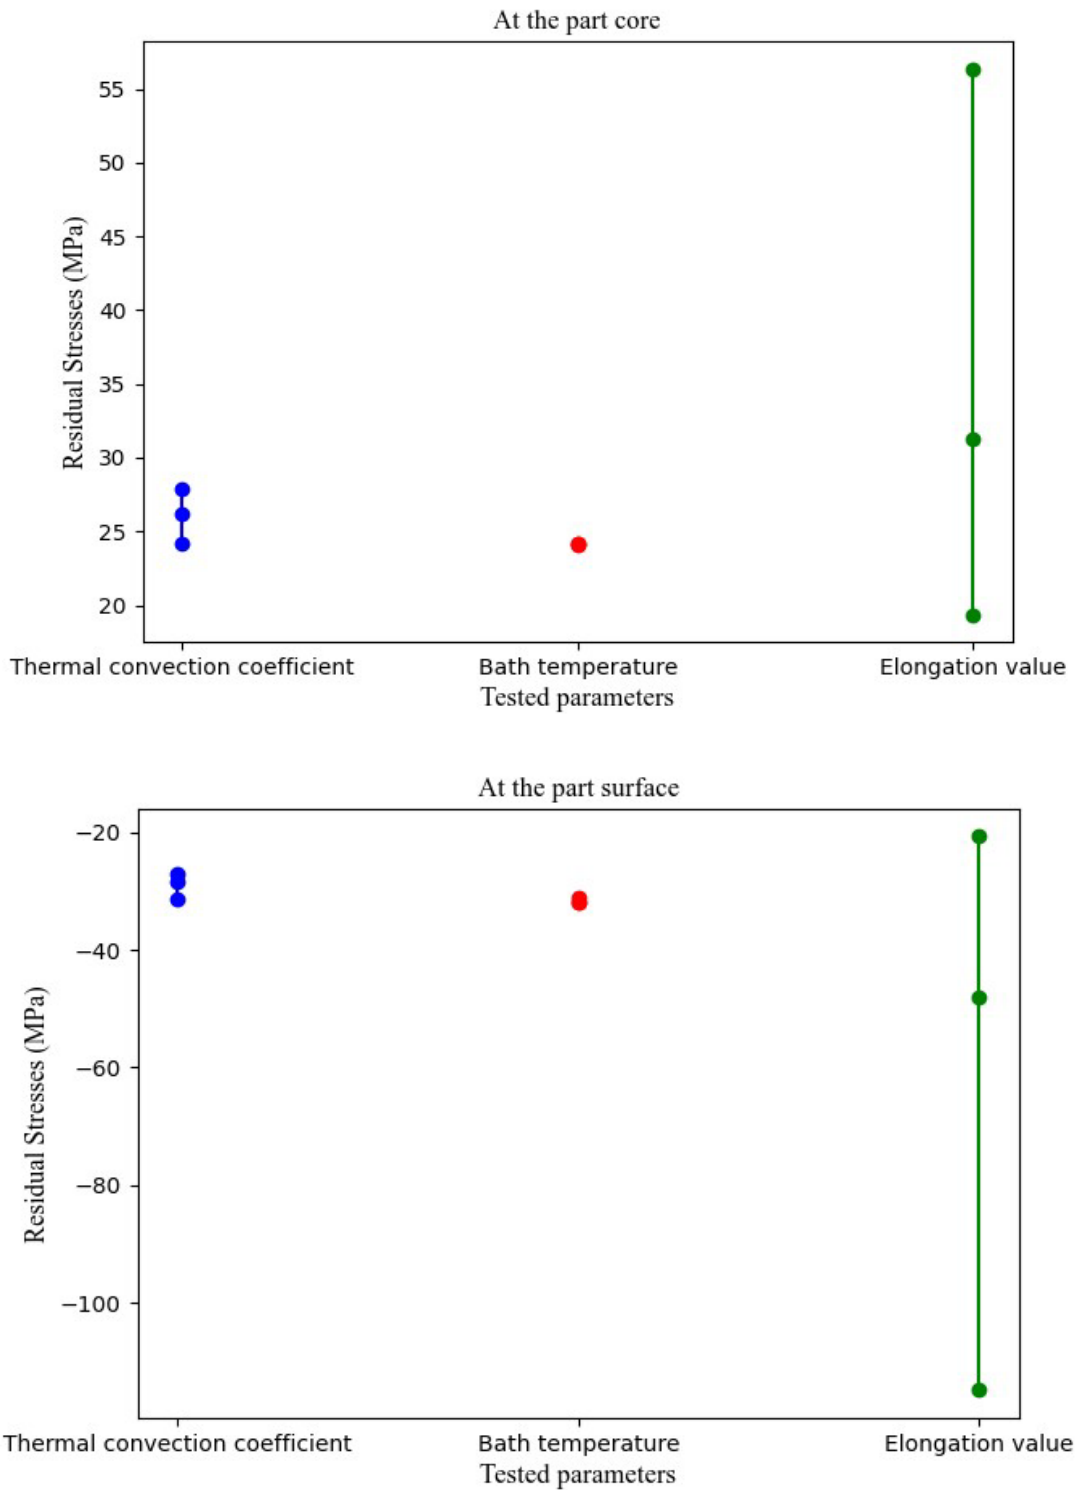 At the part core
55
50
45
40
35
30
25
20
Residual Stresses (MPa)
Thermal convection coefficient
Bath temperature
Elongation value
Tested parameters
At the part surface
−20
−40
−60
−80
−100
Residual Stresses (MPa)
Thermal convection coefficient
Bath temperature
Elongation value
Tested parameters